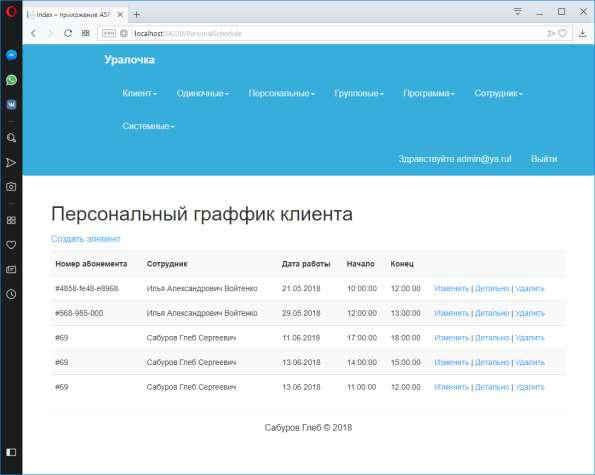 Index – приложение ASP
VPN localhost:54220/PersonalSchedule
Уралочка
Клиент Одиночные Персональные Групповые Программа Сотрудник
Системные
Здравствуйте admin@ya.ru! Выйти
Персональный граффик клиента
Создать элемент
Номер абонемента Сотрудник Дата работы Начало Конец
#4858-fe48-e8968 Илья Александрович Войтенко 21.05.2018 10:00:00 12:00:00 Изменить | Детально | Удалить
#568-985-000 Илья Александрович Войтенко 29.05.2018 12:00:00 13:00:00 Изменить | Детально | Удалить
#69 Сабуров Глеб Сергеевич 11.06.2018 17:00:00 18:00:00 Изменить | Детально | Удалить
#69 Сабуров Глеб Сергеевич 13.06.2018 14:00:00 15:00:00 Изменить | Детально | Удалить
#69 Сабуров Глеб Сергеевич 13.06.2018 11:00:00 12:00:00 Изменить | Детально | Удалить
Сабуров Глеб © 2018